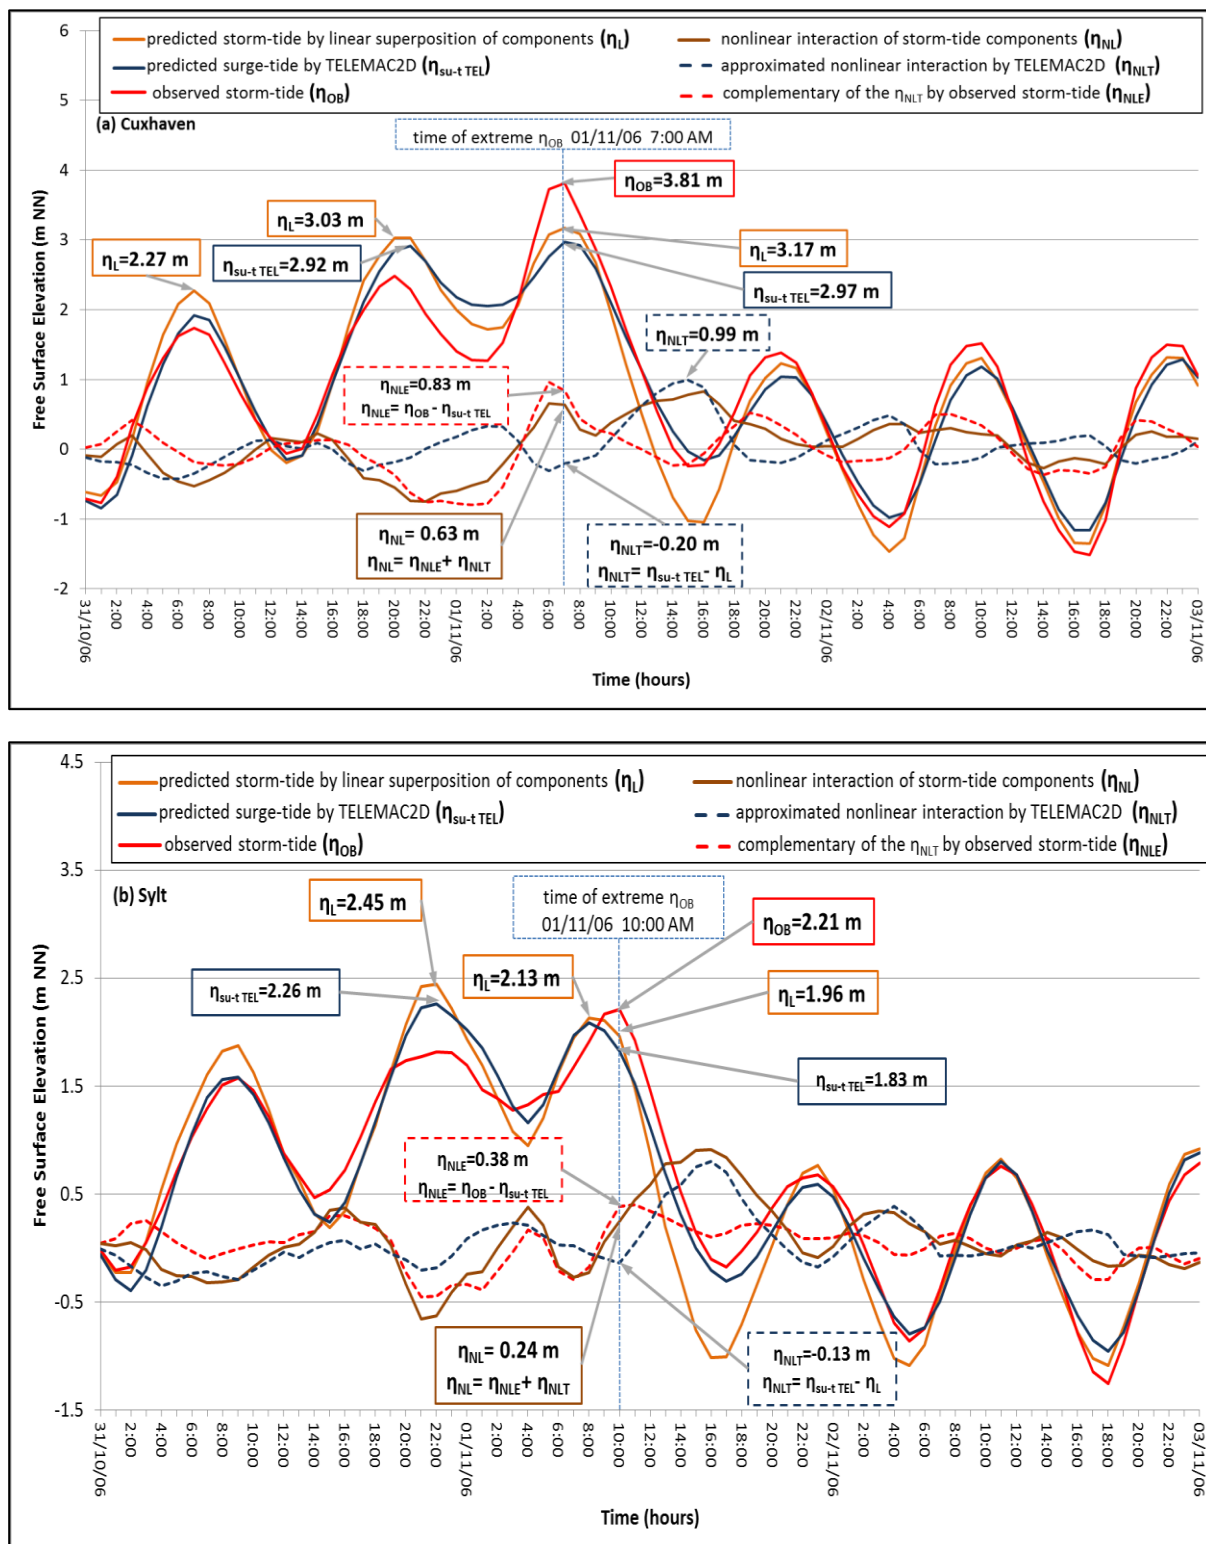 predicted storm-tide by linear superposition of components (ηL)
nonlinear interaction of storm-tide components (ηNL)
predicted surge-tide by TELEMAC2D (ηsu-t TEL)
approximated nonlinear interaction by TELEMAC2D (ηNLT)
observed storm-tide (ηOB)
complementary of the ηNLT by observed storm-tide (ηNLE)
(a) Cuxhaven
time of extreme ηOB 01/11/06 7:00 AM
ηOB=3.81 m
ηL=3.03 m
ηL=2.27 m
ηsu-t TEL=2.92 m
ηL=3.17 m
ηsu-t TEL=2.97 m
ηNLT=0.99 m
ηNLE=0.83 m
ηNLE= ηOB - ηsu-t TEL
ηNL= 0.63 m
ηNL= ηNLE+ ηNLT
ηNLT=-0.20 m
ηNLT= ηsu-t TEL- ηL
Free Surface Elevation (m NN)
6
5
4
3
2
1
0
-1
-2
31/10/06
2:00
4:00
6:00
8:00
10:00
12:00
14:00
16:00
18:00
20:00
22:00
01/11/06
2:00
4:00
6:00
8:00
10:00
12:00
14:00
16:00
18:00
20:00
22:00
02/11/06
2:00
4:00
6:00
8:00
10:00
12:00
14:00
16:00
18:00
20:00
22:00
03/11/06
Time (hours)
predicted storm-tide by linear superposition of components (ηL)
nonlinear interaction of storm-tide components (ηNL)
predicted surge-tide by TELEMAC2D (ηsu-t TEL)
approximated nonlinear interaction by TELEMAC2D (ηNLT)
observed storm-tide (ηOB)
complementary of the ηNLT by observed storm-tide (ηNLE)
(b) Sylt
time of extreme ηOB
01/11/06 10:00 AM
ηL=2.45 m
ηOB=2.21 m
ηL=2.13 m
ηsu-t TEL=2.26 m
ηL=1.96 m
ηsu-t TEL=1.83 m
ηNLE=0.38 m
ηNLE= ηOB - ηsu-t TEL
ηNL= 0.24 m
ηNL= ηNLE+ ηNLT
ηNLT=-0.13 m
ηNLT= ηsu-t TEL- ηL
Free Surface Elevation (m NN)
4.5
3.5
2.5
1.5
0.5
-0.5
-1.5
31/10/06
2:00
4:00
6:00
8:00
10:00
12:00
14:00
16:00
18:00
20:00
22:00
01/11/06
2:00
4:00
6:00
8:00
10:00
12:00
14:00
16:00
18:00
20:00
22:00
02/11/06
2:00
4:00
6:00
8:00
10:00
12:00
14:00
16:00
18:00
20:00
22:00
03/11/06
Time (hours)